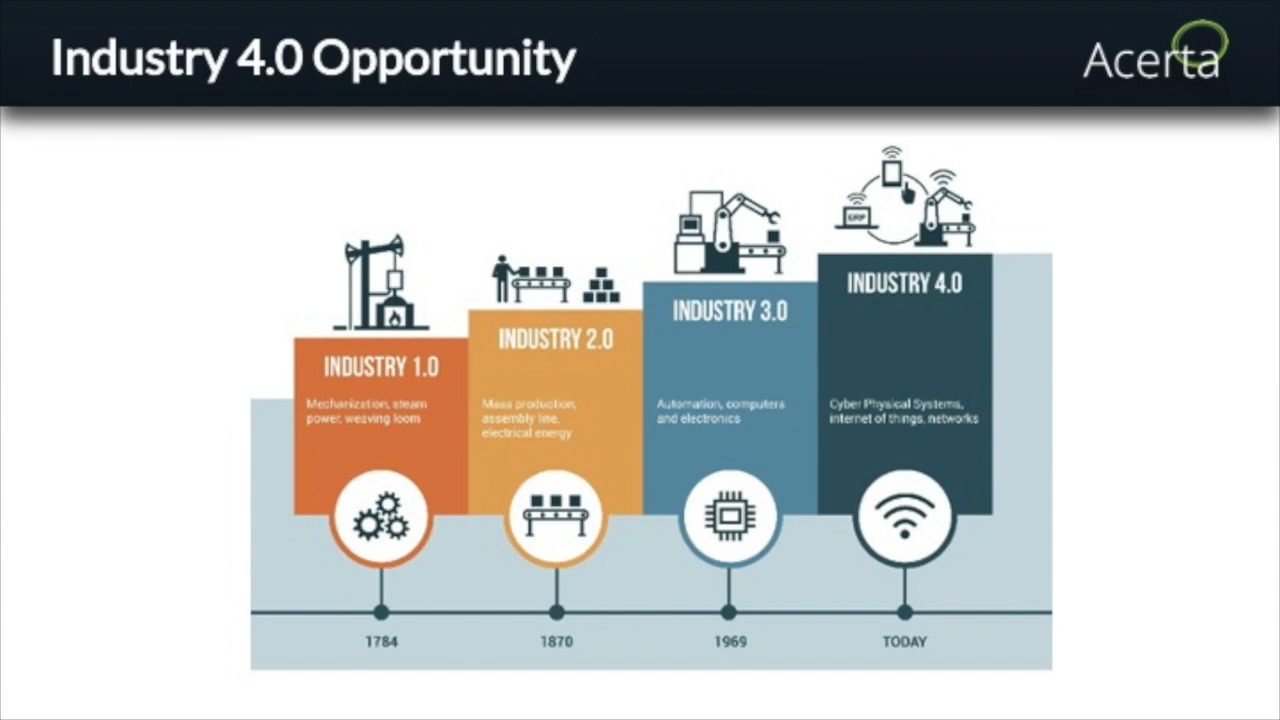 Industry 4.0 Opportunity
Acerta
ERP
INDUSTRY 1.0
Mechanization, steam
power, weaving loom
INDUSTRY 2.0
Mass production,
assembly line,
electrical energy
INDUSTRY 3.0
Automation, computers
and electronics
INDUSTRY 4.0
Cyber Physical Systems,
internet of things, networks
1784
1870
1969
TODAY